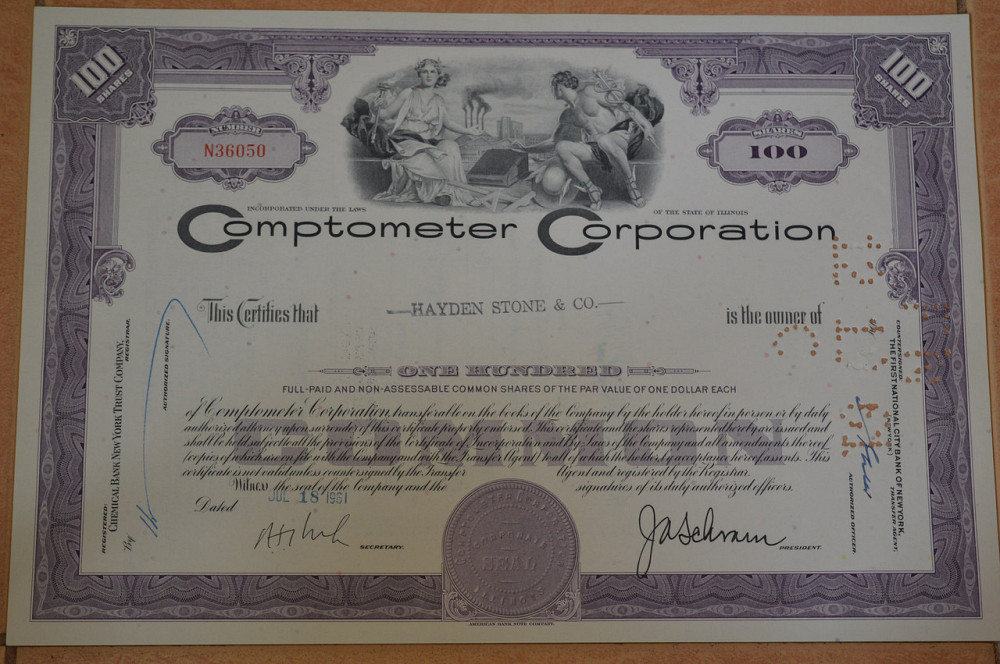 100 SHARES
100 SHARES
NUMBER
N36050
SHARES
100
INCORPORATED UNDER THE LAWS OF THE STATE OF ILLINOIS
Comptometer Corporation
This Certifies that HAYDEN STONE & CO. is the owner of
ONE HUNDRED
FULL-PAID AND NON-ASSESSABLE COMMON SHARES OF THE PAR VALUE OF ONE DOLLAR EACH
of Comptometer Corporation, transferable on the books of the Company by the holder hereof in person or by duly
authorized attorney upon surrender of this certificate properly endorsed. This certificate and the shares represented hereby are issued and
shall be held subject to all the provisions of the Certificate of Incorporation and By-Laws of the Company and all amendments thereof
(copies of which are on file with the Company and with the Transfer Agent) to all of which the holder by acceptance hereof assents. This
certificate is not valid unless countersigned by the Transfer Agent and registered by the Registrar.
Witness the seal of the Company and the signatures of its duly authorized officers.
Dated JUL 18 1961
SECRETARY.
JA Schram
PRESIDENT.
SEAL
AMERICAN BANK NOTE COMPANY.
REGISTERED:
CHEMICAL BANK NEW YORK TRUST COMPANY,
REGISTRAR.
By
AUTHORIZED SIGNATURE.
COUNTERSIGNED:
THE FIRST NATIONAL CITY BANK OF NEW YORK,
(NEW YORK)
TRANSFER AGENT,
By
AUTHORIZED OFFICER.